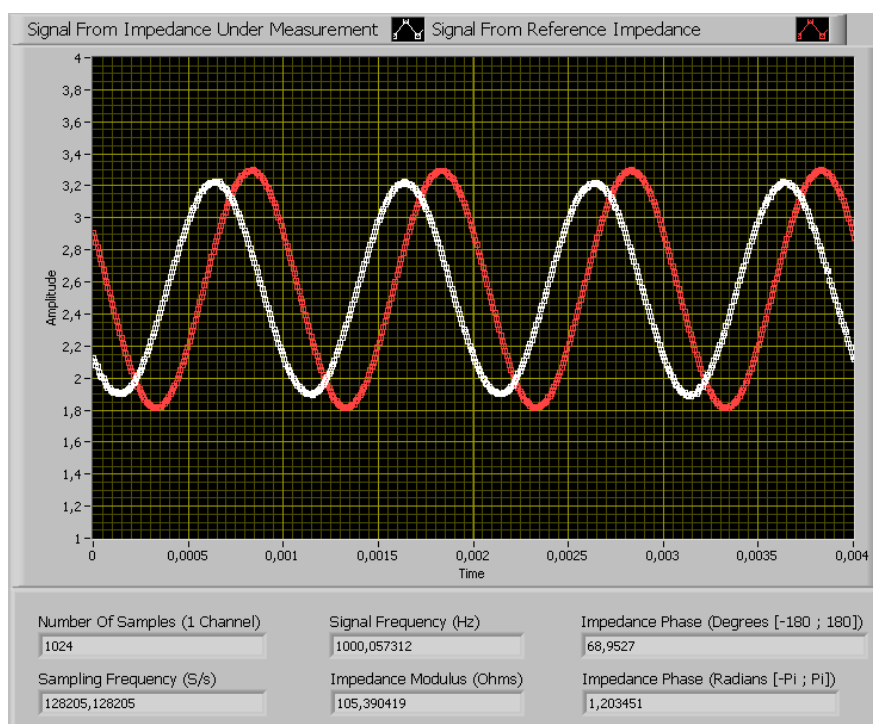 Signal From Impedance Under Measurement Signal From Reference Impedance
4
3,8
3,6
3,4
3,2
3
2,8
2,6
2,4
2,2
2
1,8
1,6
1,4
1,2
1
Amplitude
0 0,0005 0,001 0,0015 0,002 0,0025 0,003 0,0035 0,004
Time
Number Of Samples (1 Channel) Signal Frequency (Hz) Impedance Phase (Degrees [-180 ; 180])
1024 1000,057312 68,9527
Sampling Frequency (S/s) Impedance Modulus (Ohms) Impedance Phase (Radians [-Pi ; Pi])
128205,128205 105,390419 1,203451